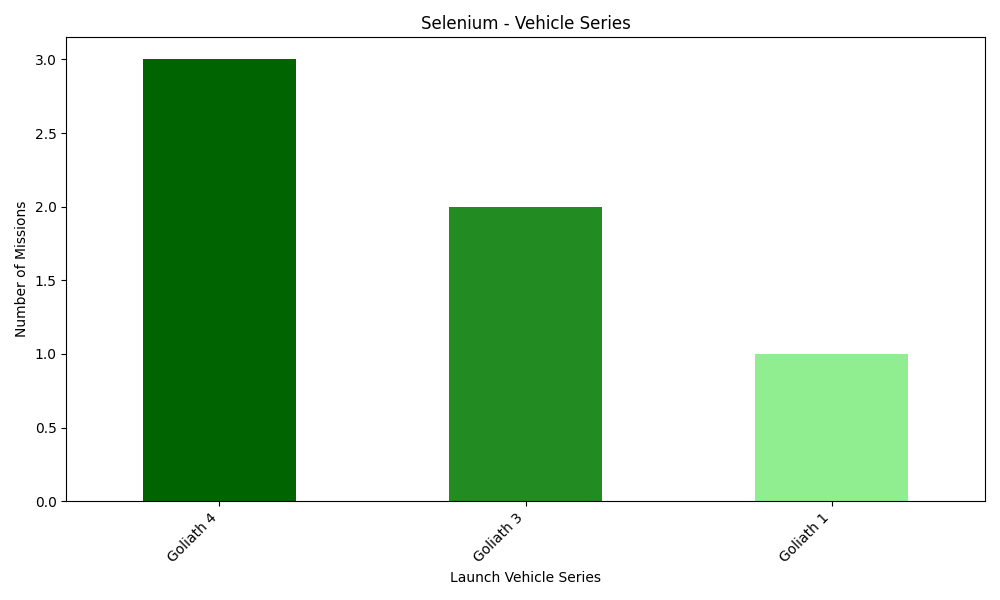 Selenium - Vehicle Series
Number of Missions
3.0
2.5
2.0
1.5
1.0
0.5
0.0
Goliath 4
Goliath 3
Goliath 1
Launch Vehicle Series